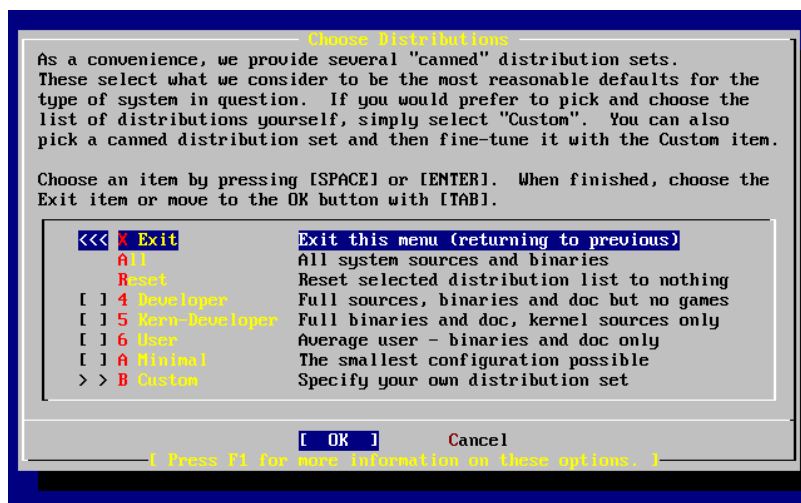 Choose Distributions
As a convenience, we provide several "canned" distribution sets.
These select what we consider to be the most reasonable defaults for the
type of system in question.  If you would prefer to pick and choose the
list of distributions yourself, simply select "Custom".  You can also
pick a canned distribution set and then fine-tune it with the Custom item.
Choose an item by pressing [SPACE] or [ENTER].  When finished, choose the
Exit item or move to the OK button with [TAB].
<<< X Exit Exit this menu (returning to previous)
All All system sources and binaries
Reset Reset selected distribution list to nothing
[ ] 4 Developer Full sources, binaries and doc but no games
[ ] 5 Kern-Developer Full binaries and doc, kernel sources only
[ ] 6 User Average user - binaries and doc only
[ ] A Minimal The smallest configuration possible
> > B Custom Specify your own distribution set
[ OK ] Cancel
[ Press F1 for more information on these options. ]